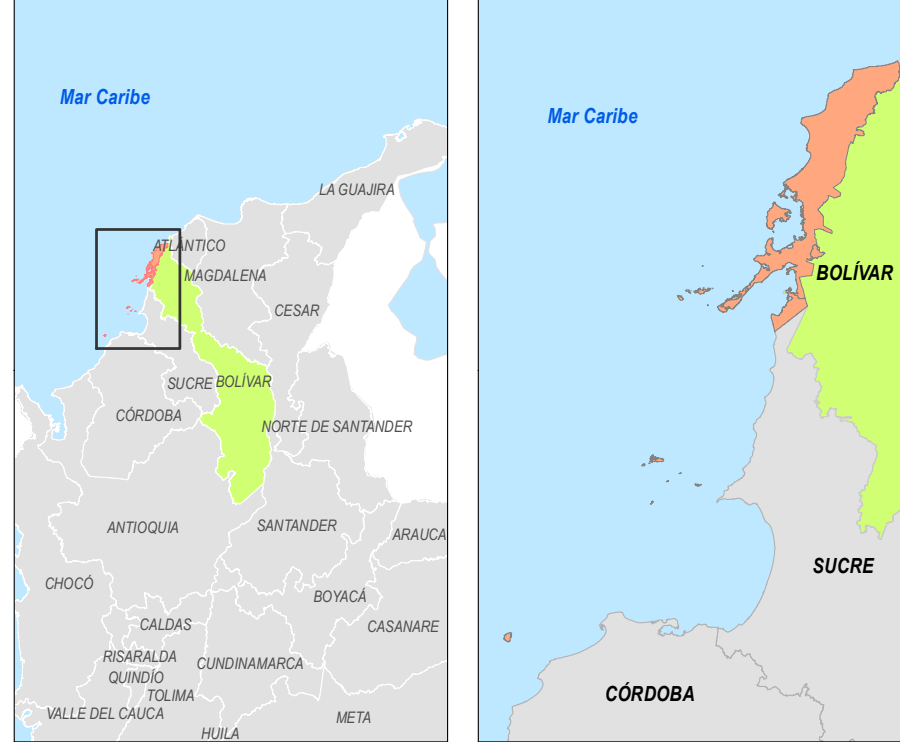 Mar Caribe
LA GUAJIRA
ATLÁNTICO
MAGDALENA
CESAR
SUCRE
BOLÍVAR
CÓRDOBA
NORTE DE SANTANDER
ANTIOQUIA
SANTANDER
ARAUCA
CHOCÓ
BOYACÁ
CALDAS
CASANARE
RISARALDA
CUNDINAMARCA
QUINDÍO
TOLIMA
VALLE DEL CAUCA
META
HUILA
Mar Caribe
BOLÍVAR
SUCRE
CÓRDOBA